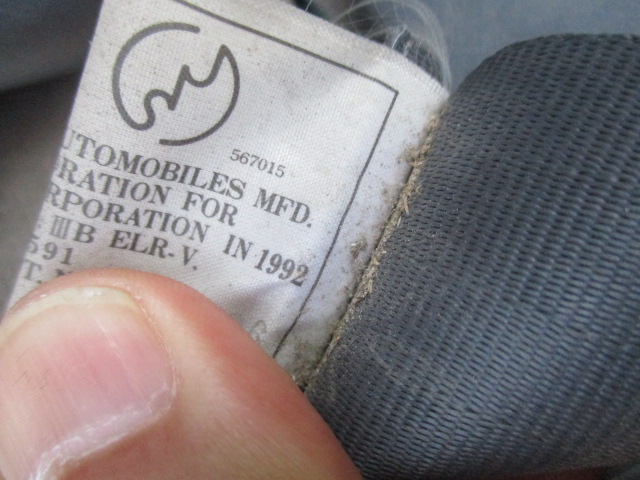 567015
UTOMOBILES MFD.
RATION FOR
RPORATION IN 1992
IIIB ELR-V.
591
T. N